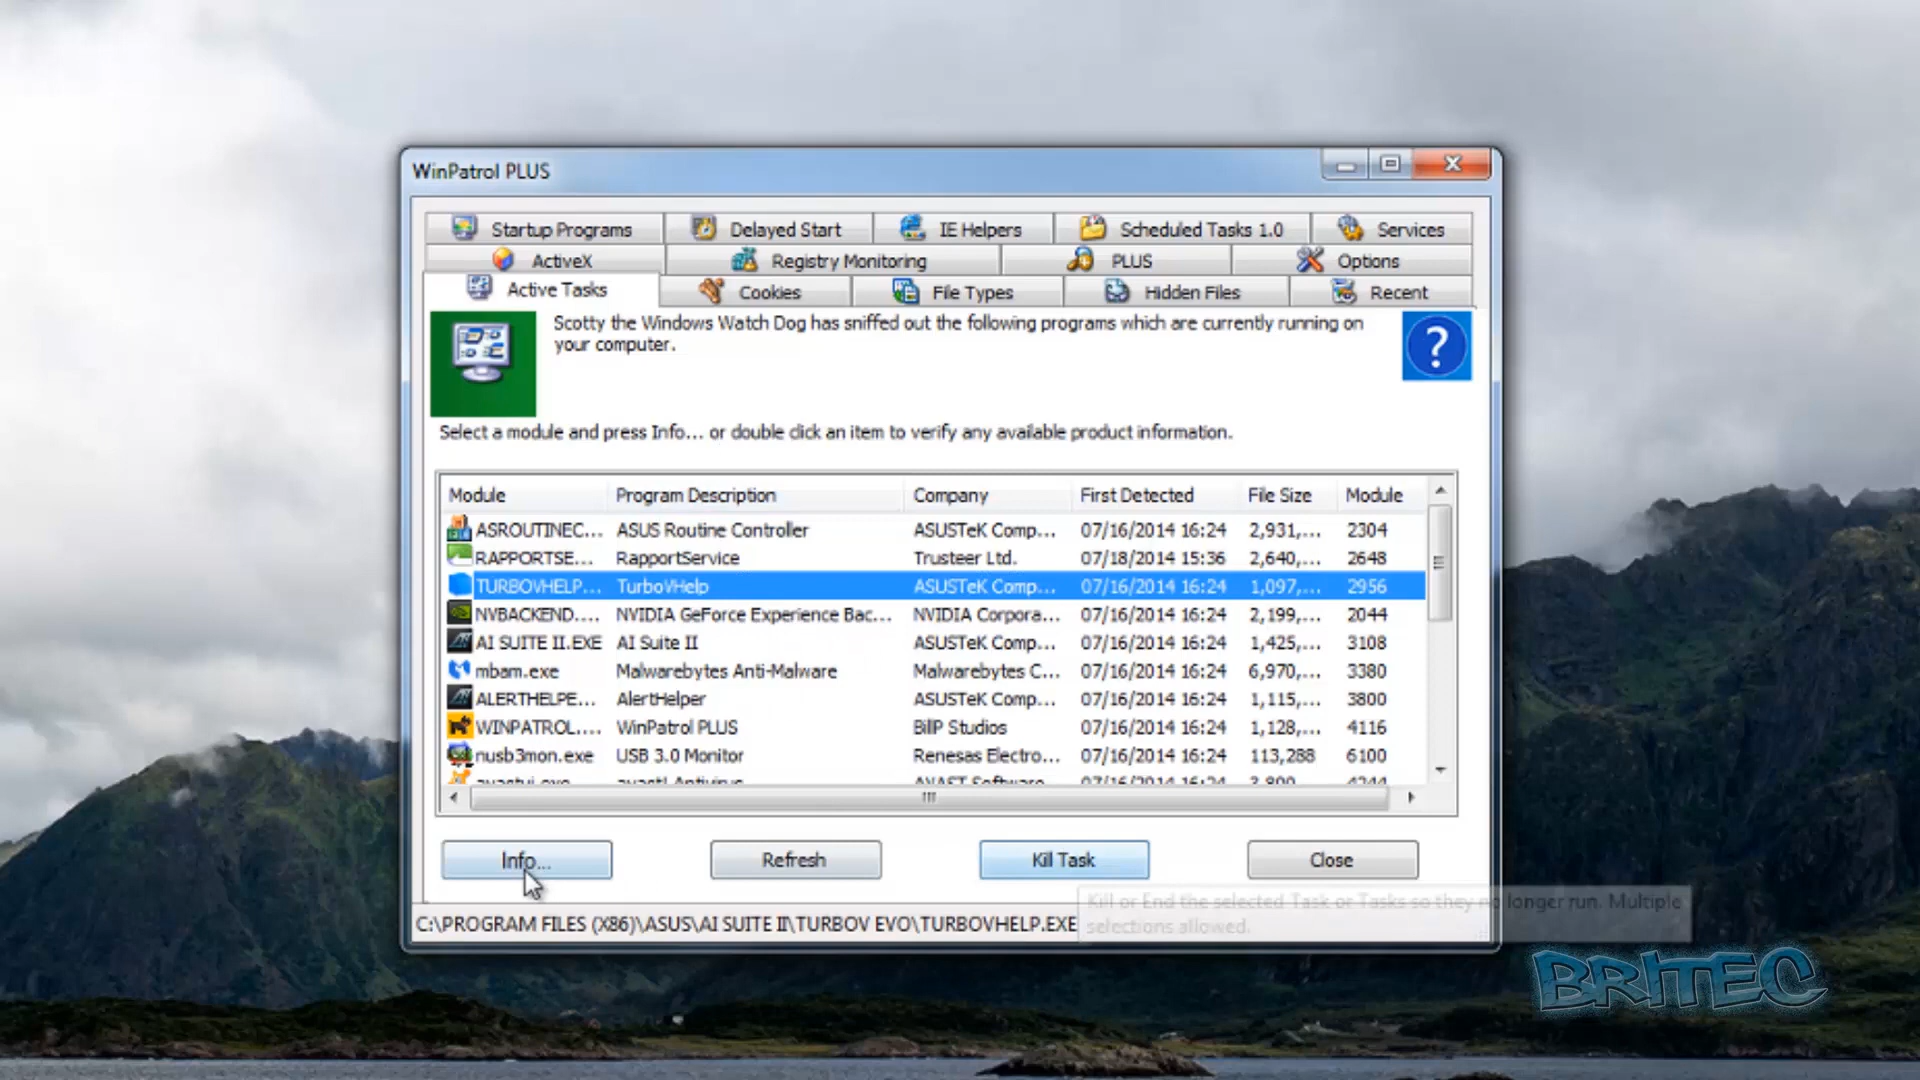 WinPatrol PLUS
Startup Programs Delayed Start IE Helpers Scheduled Tasks 1.0 Services
ActiveX Registry Monitoring PLUS Options
Active Tasks Cookies File Types Hidden Files Recent
Scotty the Windows Watch Dog has sniffed out the following programs which are currently running on
your computer.
?
Select a module and press Info... or double click an item to verify any available product information.
Module Program Description Company First Detected File Size Module
ASROUTINEC... ASUS Routine Controller ASUSTeK Comp... 07/16/2014 16:24 2,931,... 2304
RAPPORTSE... RapportService Trusteer Ltd. 07/18/2014 15:36 2,640,... 2648
TURBOVHELP... TurboVHelp ASUSTeK Comp... 07/16/2014 16:24 1,097,... 2956
NVBACKEND.... NVIDIA GeForce Experience Bac... NVIDIA Corpora... 07/16/2014 16:24 2,199,... 2044
AI SUITE II.EXE AI Suite II ASUSTeK Comp... 07/16/2014 16:24 1,425,... 3108
mbam.exe Malwarebytes Anti-Malware Malwarebytes C... 07/16/2014 16:24 6,970,... 3380
ALERTHELPE... AlertHelper ASUSTeK Comp... 07/16/2014 16:24 1,115,... 3800
WINPATROL.... WinPatrol PLUS BillP Studios 07/16/2014 16:24 1,128,... 4116
nusb3mon.exe USB 3.0 Monitor Renesas Electro... 07/16/2014 16:24 113,288 6100
avastui.exe avast! Antivirus AVAST Software 07/16/2014 16:24 3,890,... 4244
Info... Refresh Kill Task Close
Kill or End the selected Task or Tasks so they no longer run. Multiple
selections allowed.
C:\PROGRAM FILES (X86)\ASUS\AI SUITE II\TURBOV EVO\TURBOVHELP.EXE
BRITEC